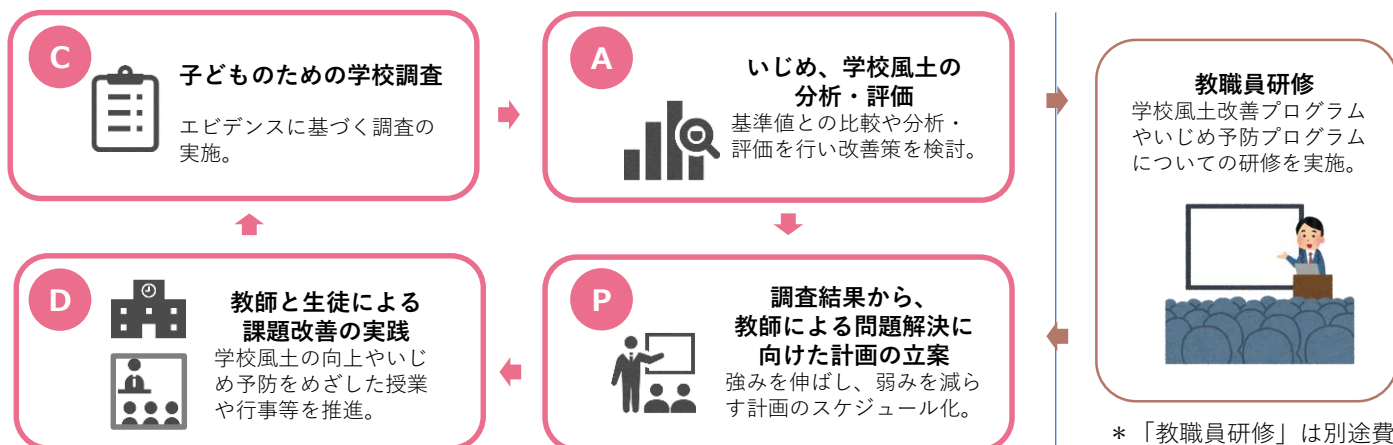 C
子どものための学校調査
エビデンスに基づく調査の
実施。
A
いじめ、学校風土の
分析・評価
基準値との比較や分析・
評価を行い改善策を検討。
教職員研修
学校風土改善プログラム
やいじめ予防プログラム
についての研修を実施。
D
教師と生徒による
課題改善の実践
学校風土の向上やいじ
め予防をめざした授業
や行事等を推進。
P
調査結果から、
教師による問題解決に
向けた計画の立案
強みを伸ばし、弱みを減ら
す計画のスケジュール化。
＊「教職員研修」は別途費